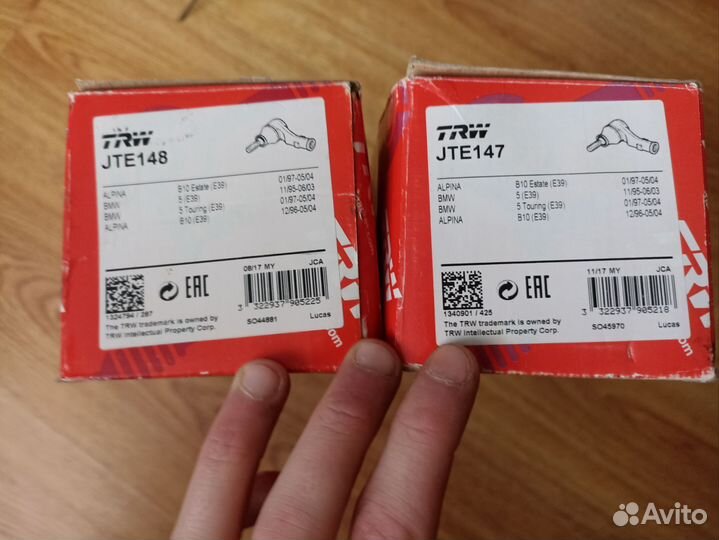 TRW
JTE148
ALPINA B10 Estate (E39) 01/97-05/04
BMW 5 (E39) 11/95-06/03
BMW 5 Touring (E39) 01/97-05/04
ALPINA B10 (E39) 12/96-05/04
08/17 MY JCA
EAC
3 322937 905225
1324794 / 287
SO44881 Lucas
The TRW trademark is owned by
TRW Intellectual Property Corp.
TRW
.com
TRW
JTE147
ALPINA B10 Estate (E39) 01/97-05/04
BMW 5 (E39) 11/95-06/03
BMW 5 Touring (E39) 01/97-05/04
ALPINA B10 (E39) 12/96-05/04
11/17 MY JCA
EAC
3 322937 905218
1340901 / 425
SO45970 Lucas
The TRW trademark is owned by
TRW Intellectual Property Corp.
.com
Avito